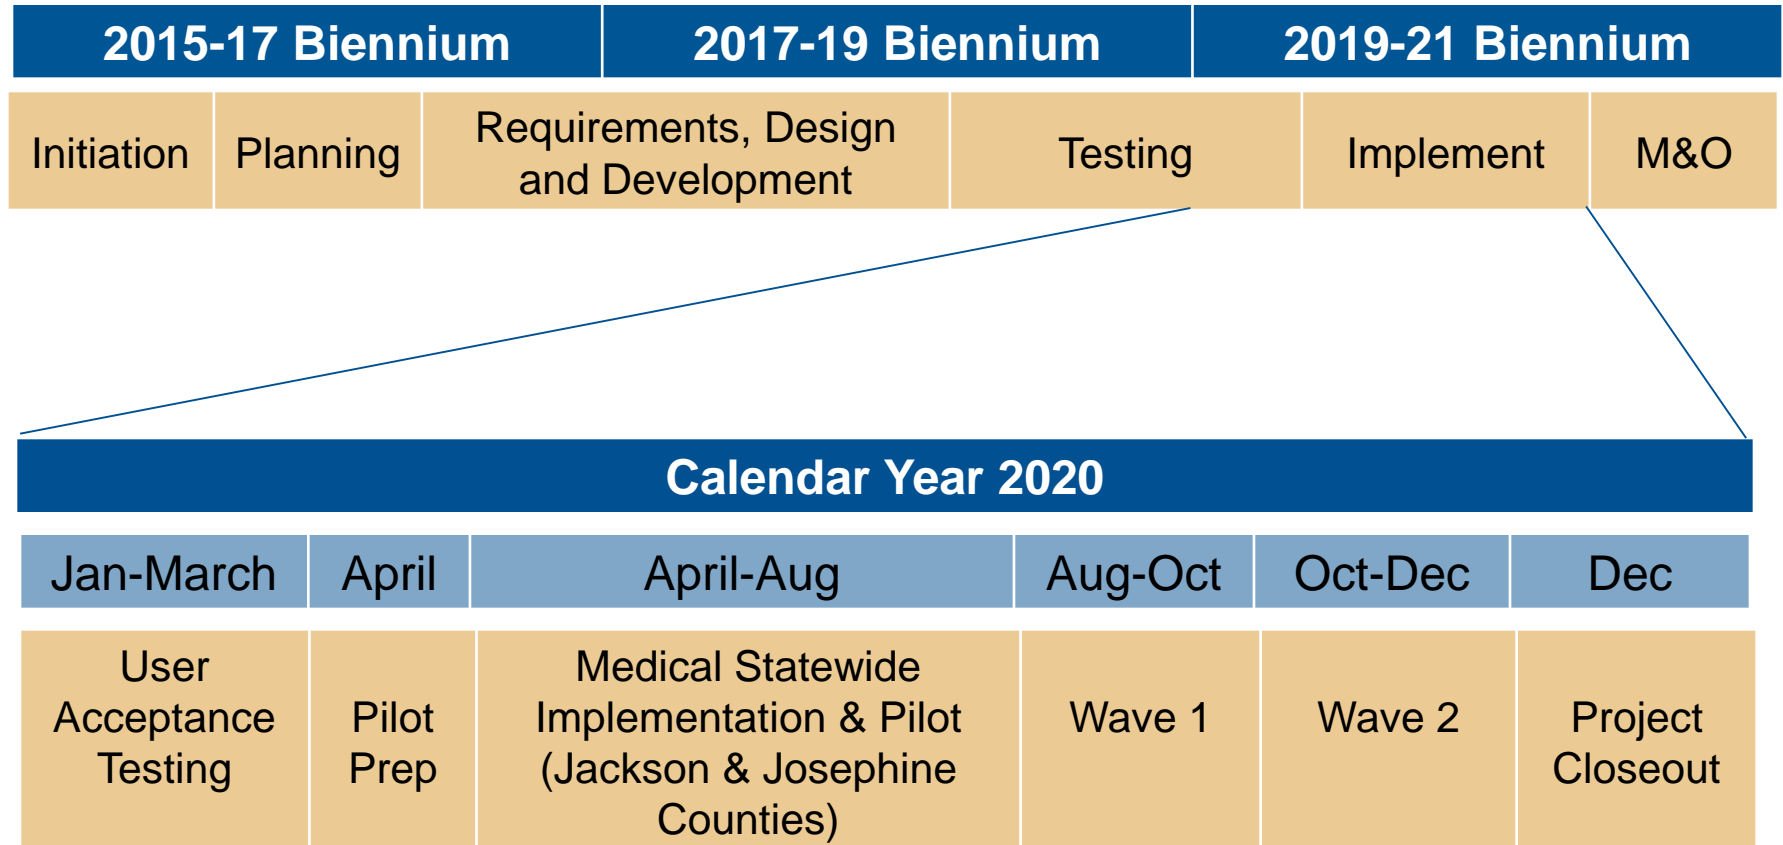 2015-17 Biennium
2017-19 Biennium
2019-21 Biennium
Initiation
Planning
Requirements, Design
and Development
Testing
Implement
M&O
Calendar Year 2020
Jan-March
April
April-Aug
Aug-Oct
Oct-Dec
Dec
User
Acceptance
Testing
Pilot
Prep
Medical Statewide
Implementation & Pilot
(Jackson & Josephine
Counties)
Wave 1
Wave 2
Project
Closeout